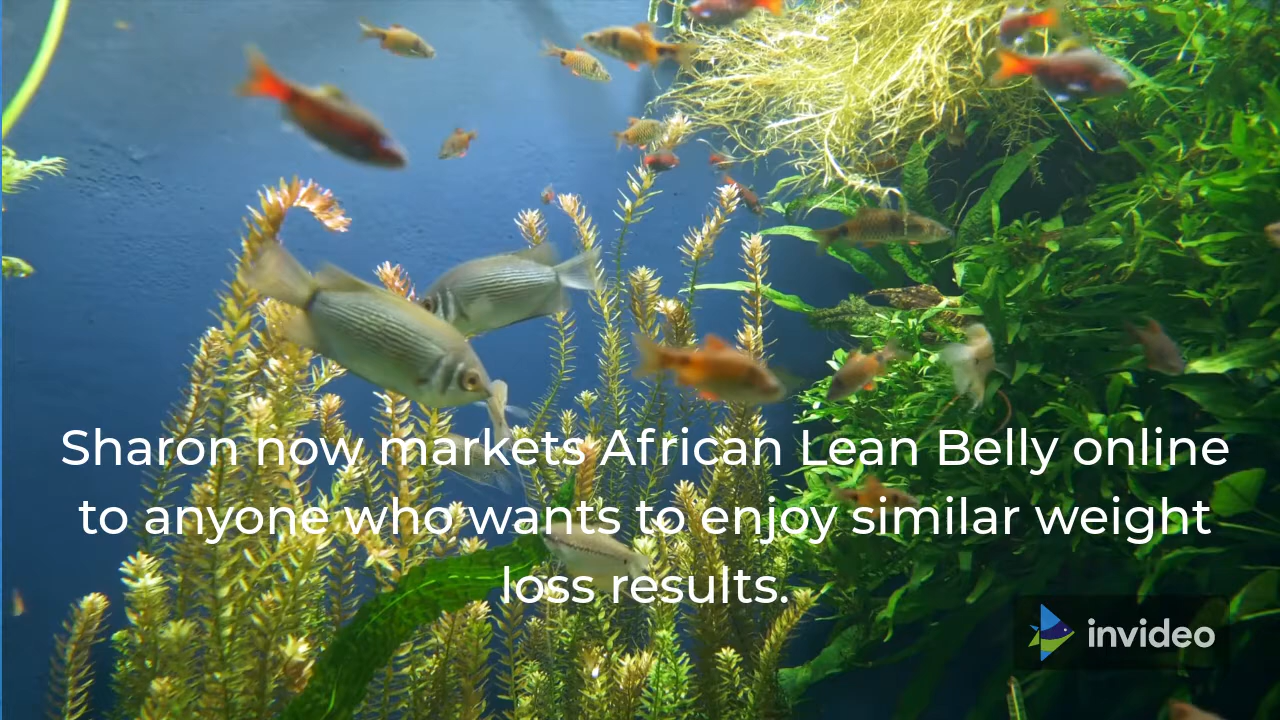 Sharon now markets African Lean Belly online
to anyone who wants to enjoy similar weight
loss results.
invideo